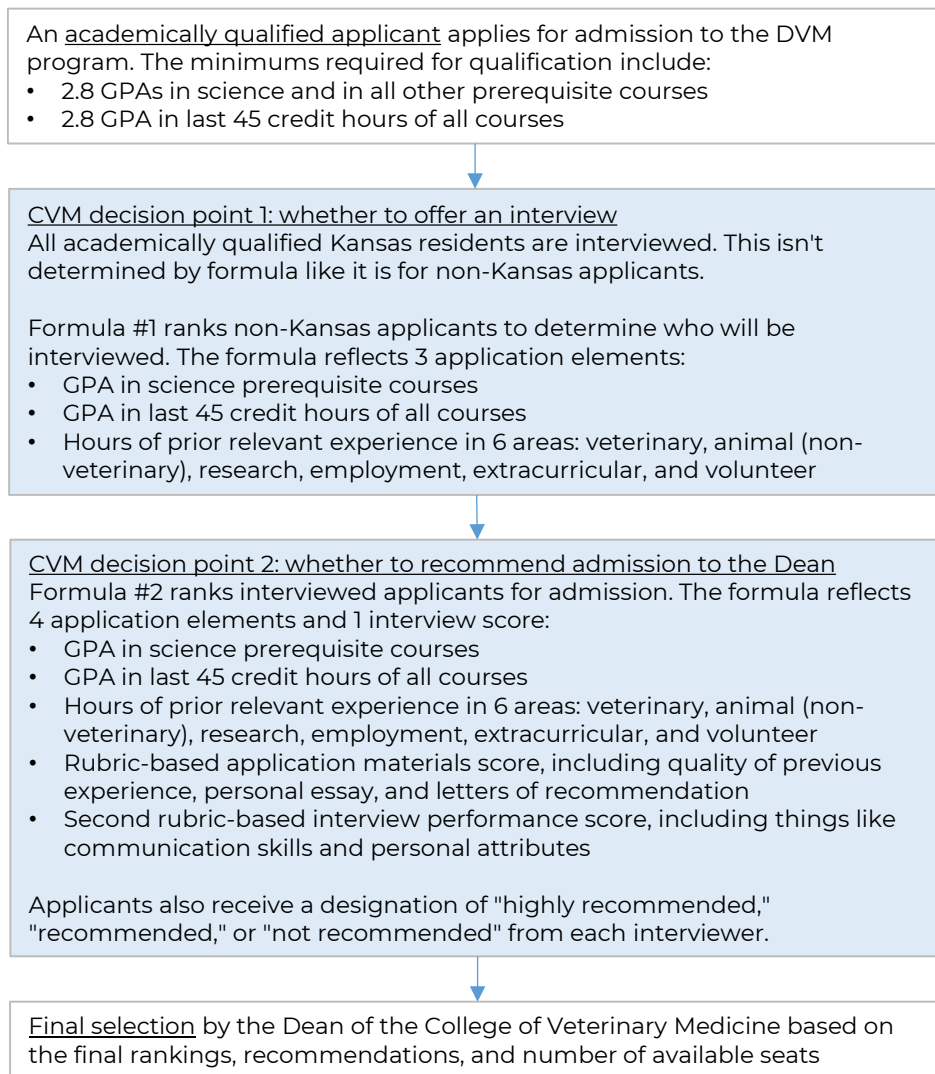 An academically qualified applicant applies for admission to the DVM
program. The minimums required for qualification include:
• 2.8 GPAs in science and in all other prerequisite courses
• 2.8 GPA in last 45 credit hours of all courses
CVM decision point 1: whether to offer an interview
All academically qualified Kansas residents are interviewed. This isn't
determined by formula like it is for non-Kansas applicants.
Formula #1 ranks non-Kansas applicants to determine who will be
interviewed. The formula reflects 3 application elements:
• GPA in science prerequisite courses
• GPA in last 45 credit hours of all courses
• Hours of prior relevant experience in 6 areas: veterinary, animal (non-
veterinary), research, employment, extracurricular, and volunteer
CVM decision point 2: whether to recommend admission to the Dean
Formula #2 ranks interviewed applicants for admission. The formula reflects
4 application elements and 1 interview score:
• GPA in science prerequisite courses
• GPA in last 45 credit hours of all courses
• Hours of prior relevant experience in 6 areas: veterinary, animal (non-
veterinary), research, employment, extracurricular, and volunteer
• Rubric-based application materials score, including quality of previous
experience, personal essay, and letters of recommendation
• Second rubric-based interview performance score, including things like
communication skills and personal attributes
Applicants also receive a designation of "highly recommended,"
"recommended," or "not recommended" from each interviewer.
Final selection by the Dean of the College of Veterinary Medicine based on
the final rankings, recommendations, and number of available seats